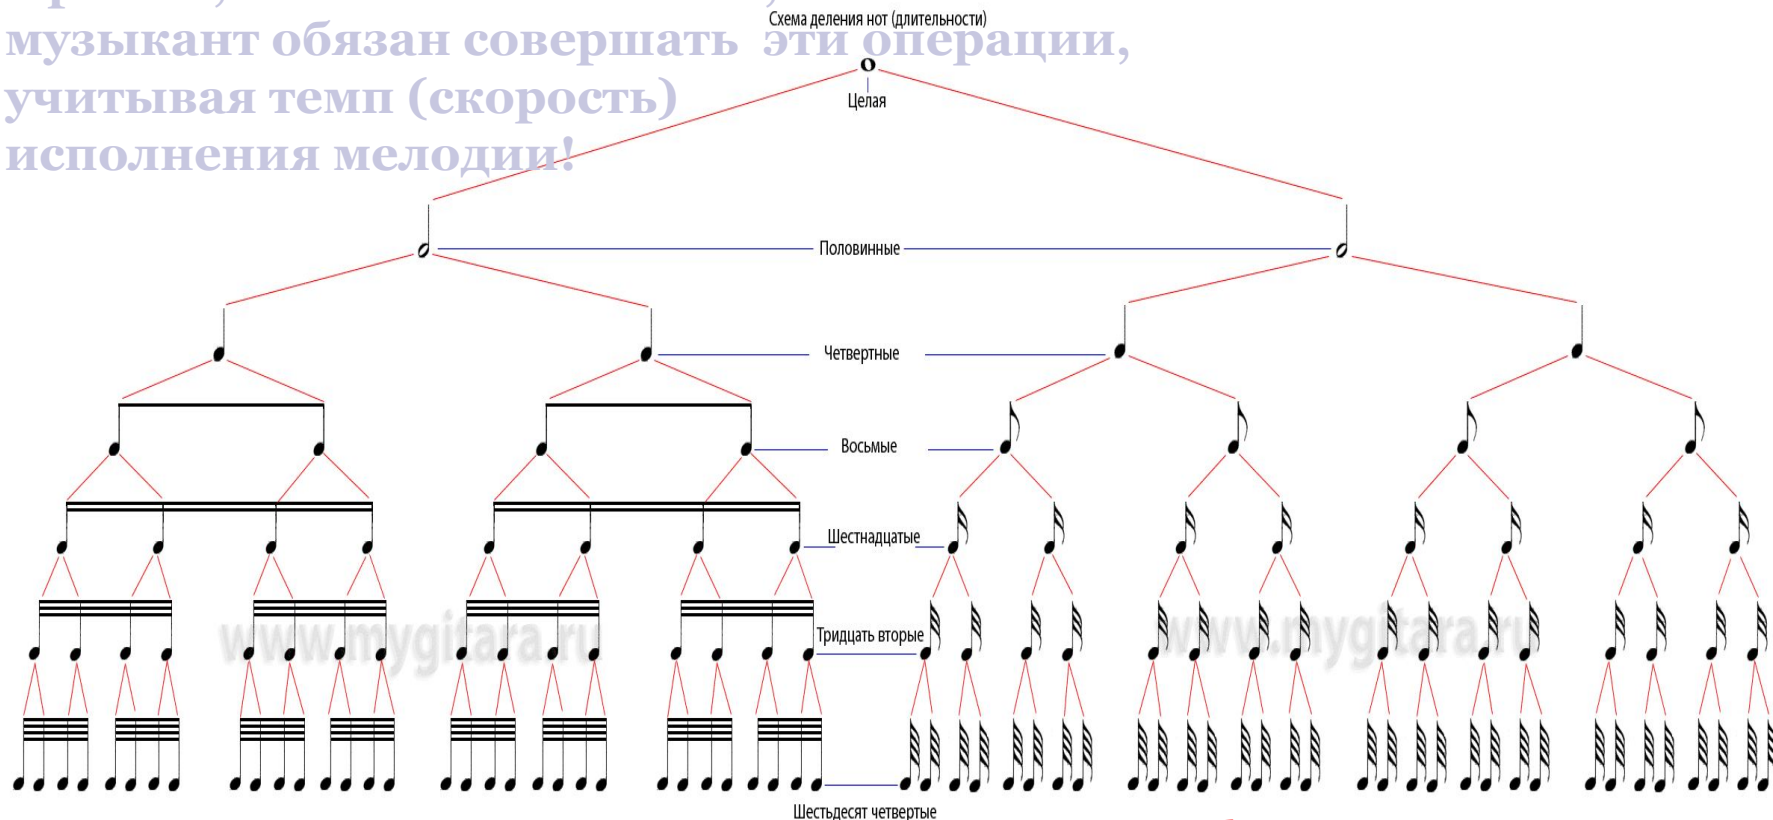 Схема деления нот (длительности)
музыкант обязан совершать эти операции,
учитывая темп (скорость)
исполнения мелодии!
Целая
Половинные
Четвертные
Восьмые
Шестнадцатые
Тридцать вторые
www.mygitara.ru www.mygitara.ru
Шестьдесят четвертые